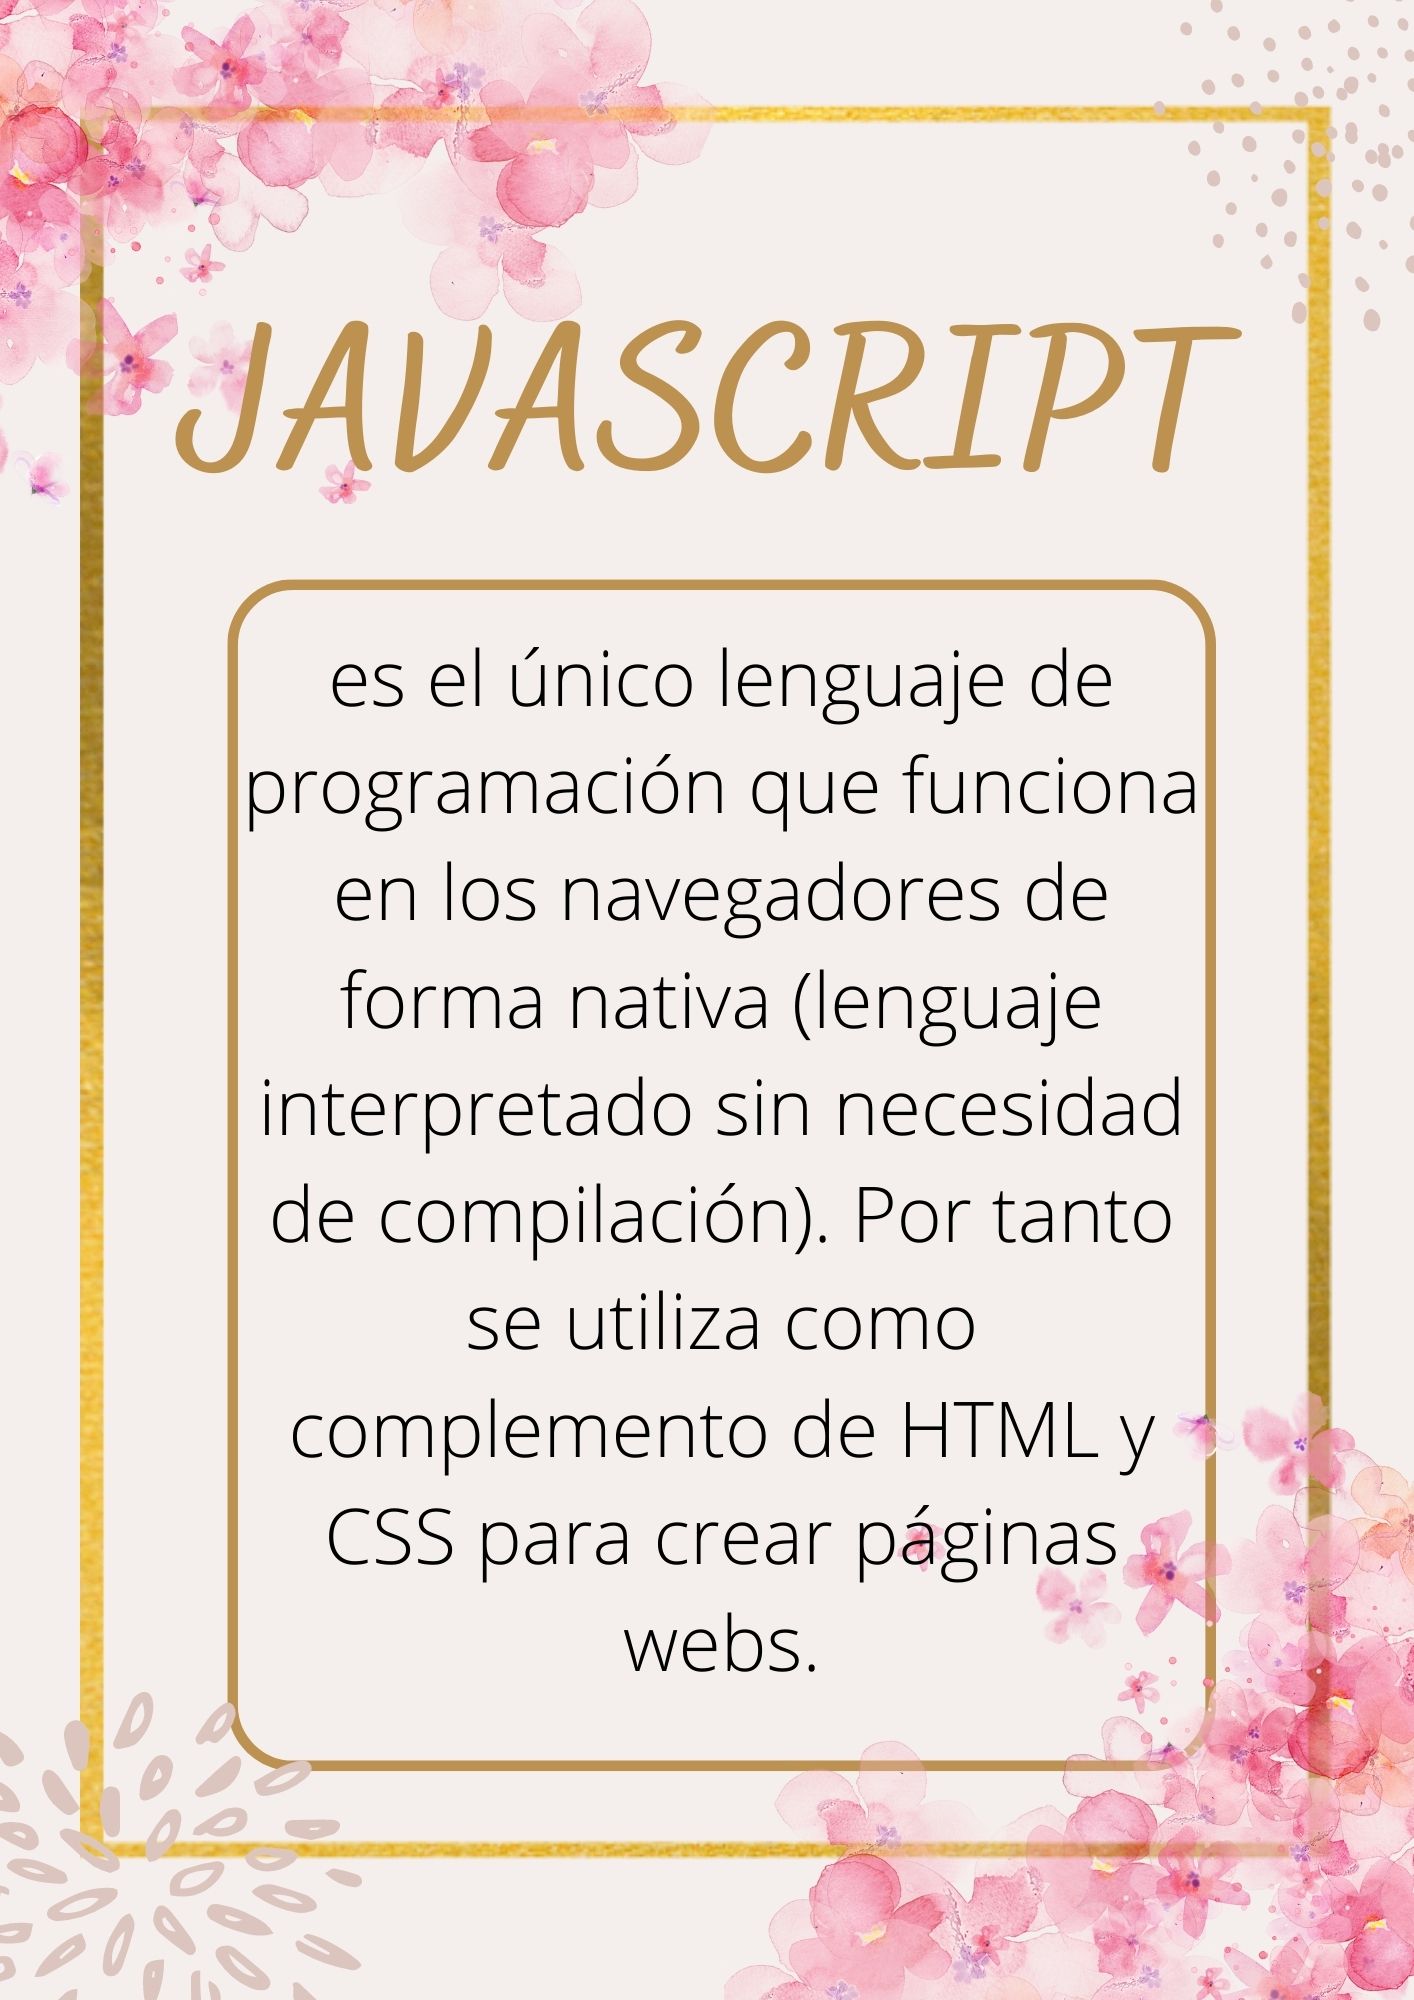 JAVASCRIPT
es el único lenguaje de
programación que funciona
en los navegadores de
forma nativa (lenguaje
interpretado sin necesidad
de compilación). Por tanto
se utiliza como
complemento de HTML y
CSS para crear páginas
webs.